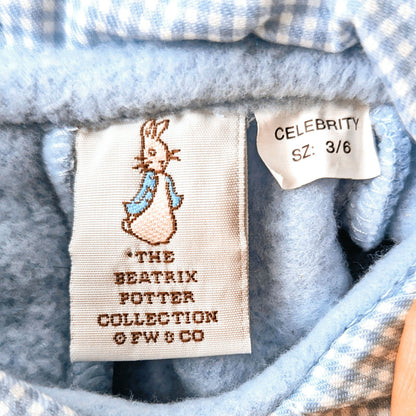 THE
BEATRIX
POTTER
COLLECTION
© FW & CO
CELEBRITY
SZ: 3/6